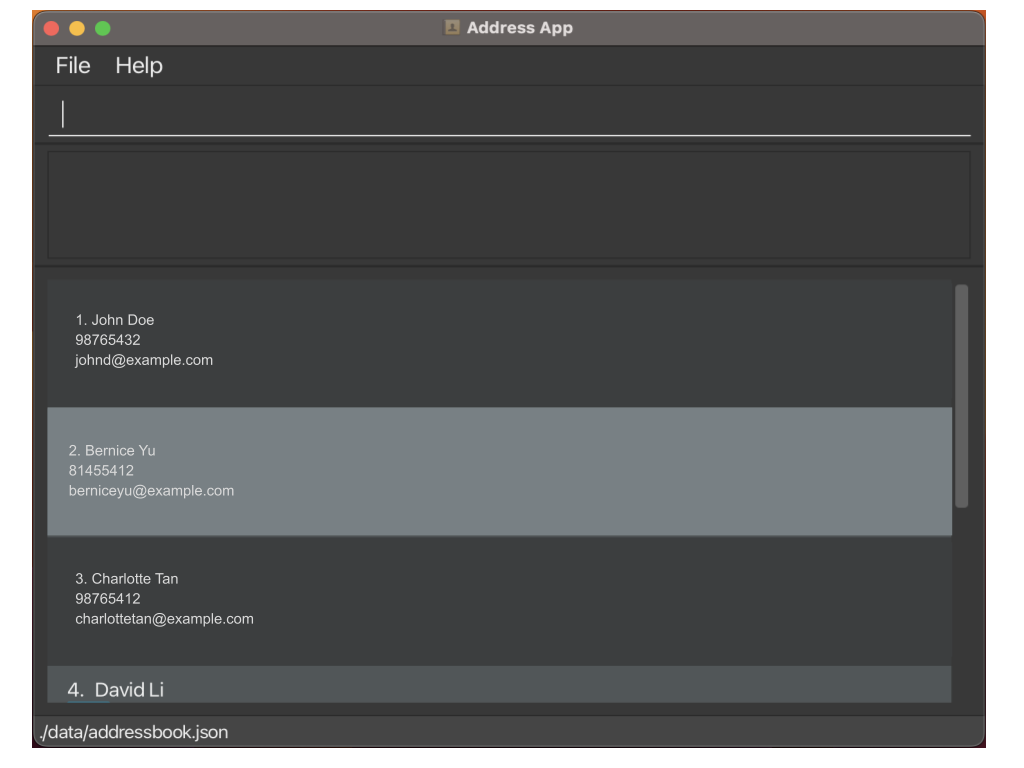 Address App
File Help
1. John Doe
98765432
johnd@example.com
2. Bernice Yu
81455412
berniceyu@example.com
3. Charlotte Tan
98765412
charlottetan@example.com
4. David Li
./data/addressbook.json